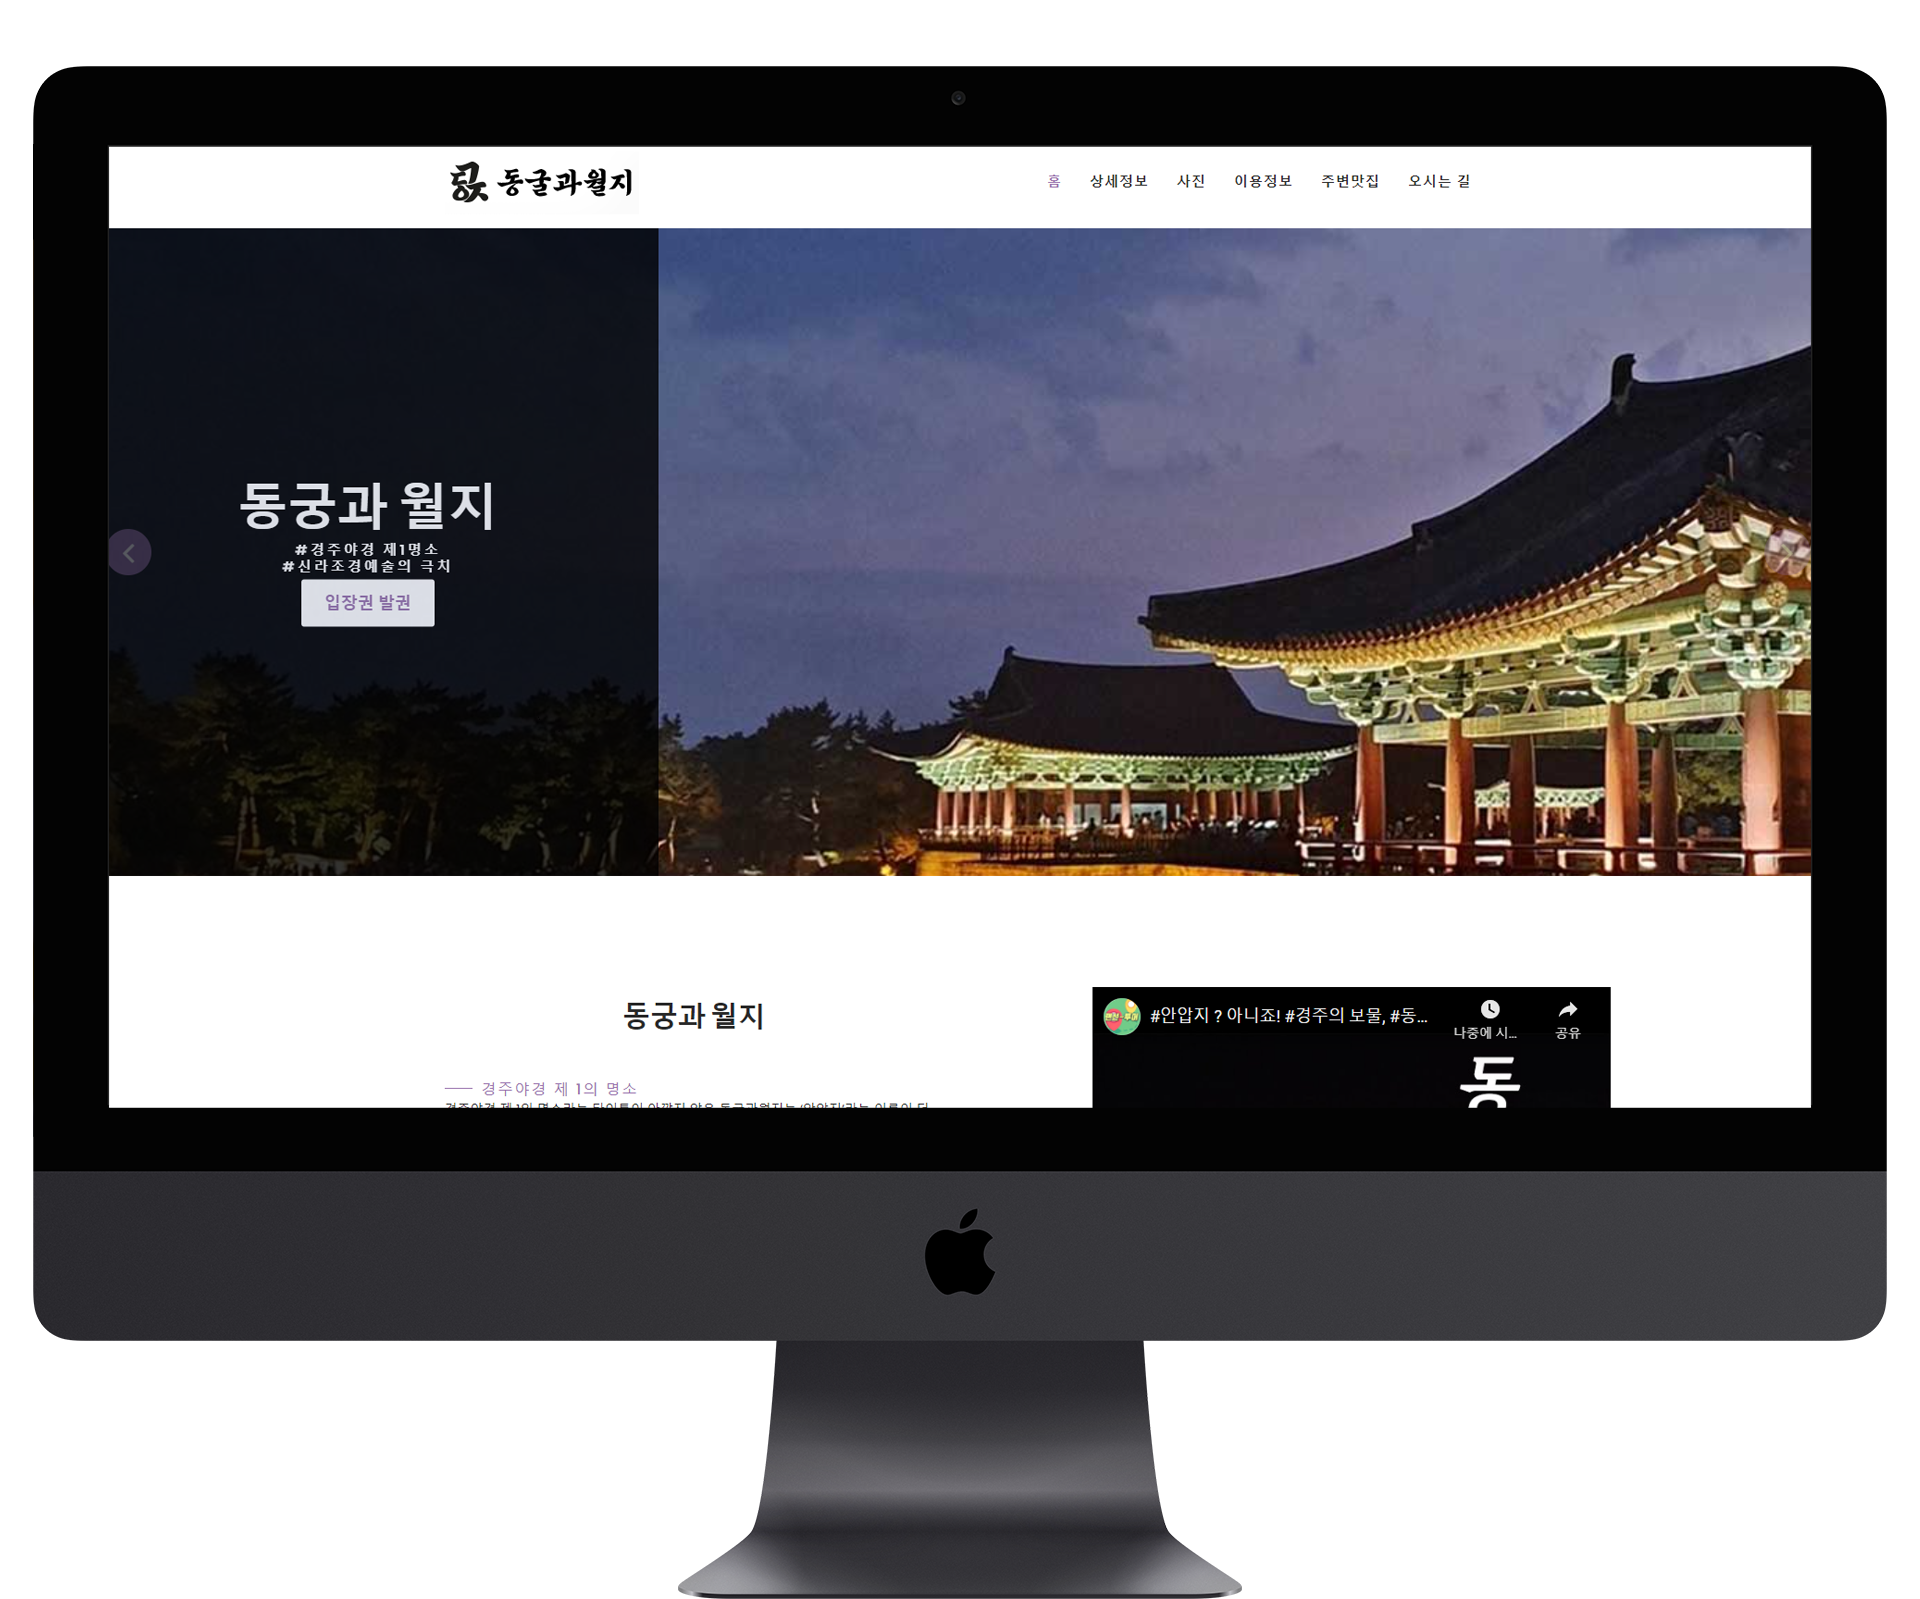 동굴과월지
홈 상세정보 사진 이용정보 주변맛집 오시는 길
동궁과 월지
#경주야경 제1명소
#신라조경예술의 극치
입장권 발권
동궁과 월지
#안압지 ? 아니죠! #경주의 보물, #동...
나중에 시...
공유
동
경주야경 제 1의 명소